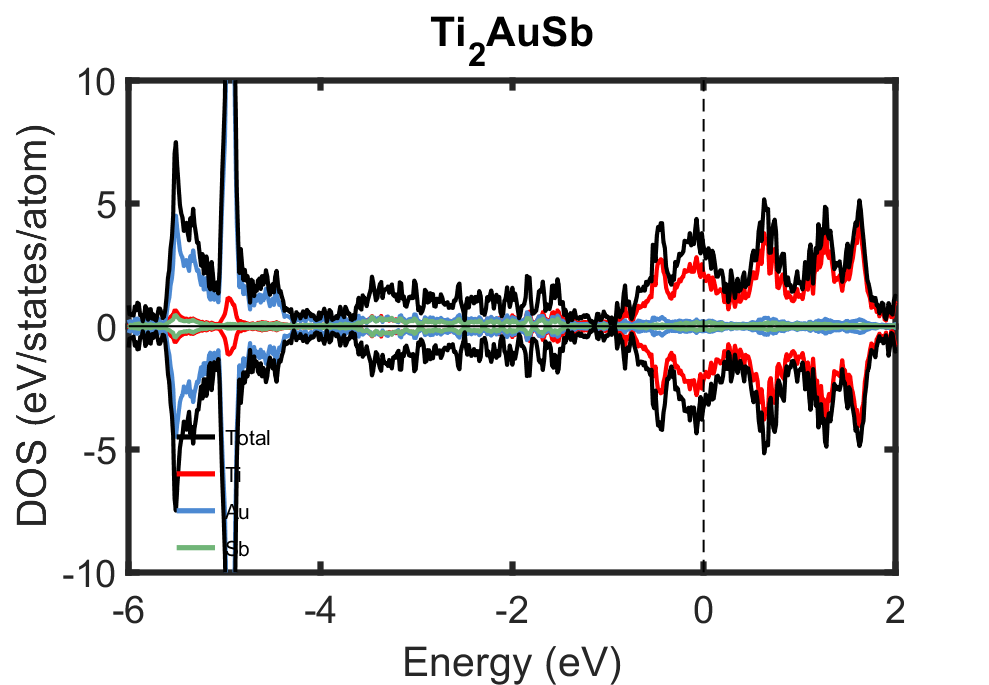 Ti2AuSb
DOS (eV/states/atom)
10
5
0
-5
-10
Total
Ti
Au
Sb
-6 -4 -2 0 2
Energy (eV)